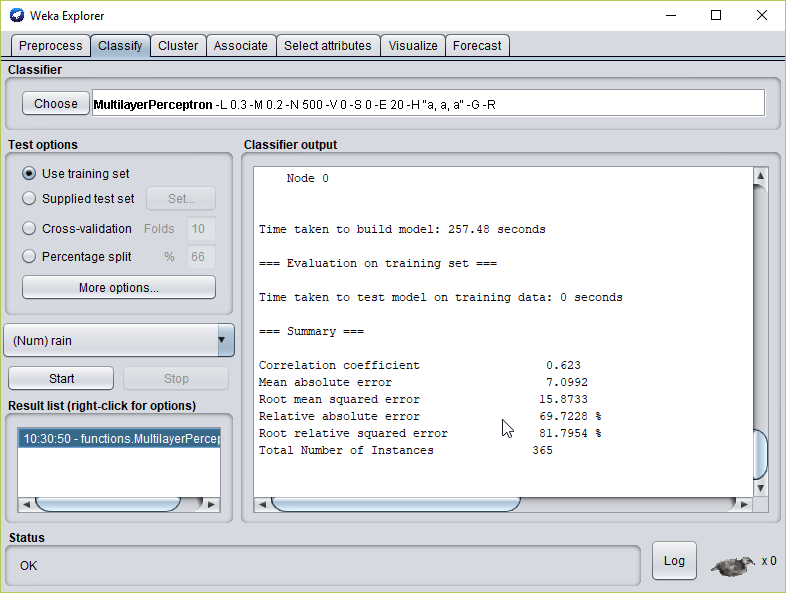 Weka Explorer
Preprocess Classify Cluster Associate Select attributes Visualize Forecast
Classifier
Choose MultilayerPerceptron -L 0.3 -M 0.2 -N 500 -V 0 -S 0 -E 20 -H "a, a, a" -G -R
Test options
Use training set
Supplied test set Set...
Cross-validation Folds 10
Percentage split % 66
More options...
(Num) rain
Start Stop
Result list (right-click for options)
10:30:50 - functions.MultilayerPercep
Classifier output
Node 0
Time taken to build model: 257.48 seconds
=== Evaluation on training set ===
Time taken to test model on training data: 0 seconds
=== Summary ===
Correlation coefficient 0.623
Mean absolute error 7.0992
Root mean squared error 15.8733
Relative absolute error 69.7228 %
Root relative squared error 81.7954 %
Total Number of Instances 365
Status
OK
Log x 0